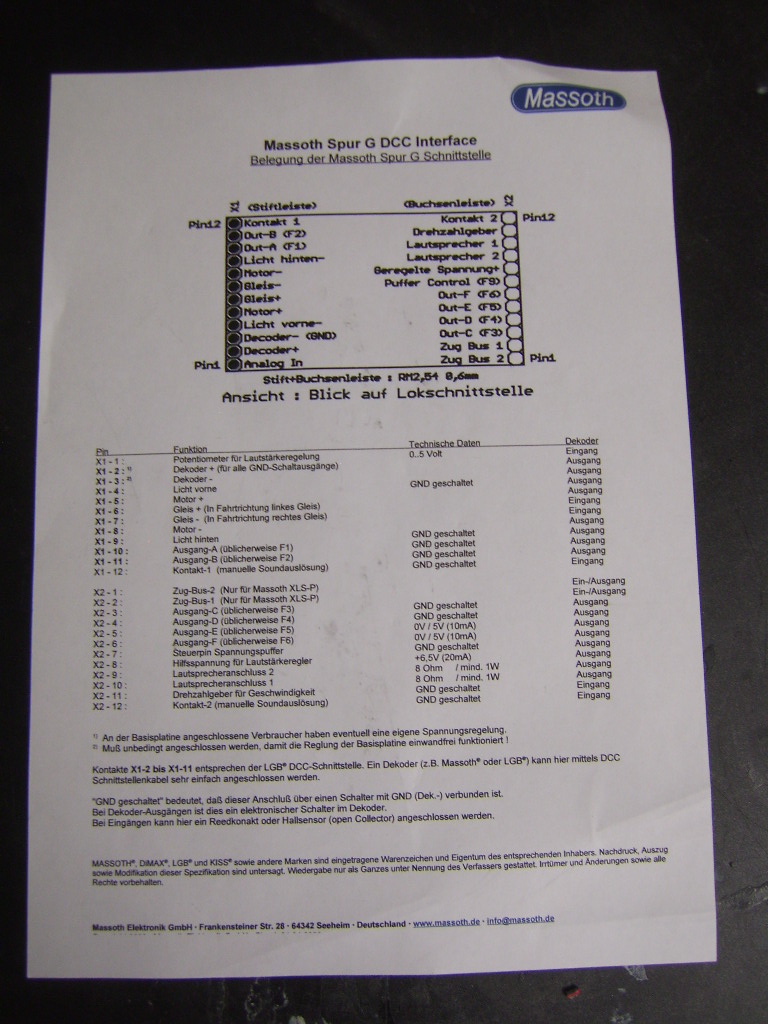 Massoth
Massoth Spur G DCC Interface
Belegung der Massoth Spur G Schnittstelle
X1 (Stiftleiste) (Buchsenleiste) X2
Pin12 Kontakt 1 Kontakt 2 Pin12
Out-B (F2) Drehzahlgeber
Out-A (F1) Lautsprecher 1
Licht hinten- Lautsprecher 2
Motor- Geregelte Spannung+
Gleis- Puffer Control (F9)
Gleis+ Out-F (F6)
Motor+ Out-E (F5)
Licht vorne- Out-D (F4)
Decoder- (GND) Out-C (F3)
Decoder+ Zug Bus 1
Pin1 Analog In Zug Bus 2 Pin1
Stift+Buchsenleiste : RM2,54 0,6mm
Ansicht : Blick auf Lokschnittstelle
Pin Funktion Technische Daten Dekoder
X1 - 1 : Potentiometer für Lautstärkeregelung 0..5 Volt Eingang
X1 - 2 : 1) Dekoder + (für alle GND-Schaltausgänge) Ausgang
X1 - 3 : 2) Dekoder - Ausgang
X1 - 4 : Licht vorne GND geschaltet Ausgang
X1 - 5 : Motor + Ausgang
X1 - 6 : Gleis + (In Fahrtrichtung linkes Gleis) Eingang
X1 - 7 : Gleis - (In Fahrtrichtung rechtes Gleis) Eingang
X1 - 8 : Motor - Ausgang
X1 - 9 : Licht hinten GND geschaltet Ausgang
X1 - 10 : Ausgang-A (üblicherweise F1) GND geschaltet Ausgang
X1 - 11 : Ausgang-B (üblicherweise F2) GND geschaltet Ausgang
X1 - 12 : Kontakt-1 (manuelle Soundauslösung) GND geschaltet Eingang
X2 - 1 : Zug-Bus-2 (Nur für Massoth XLS-P) Ein-/Ausgang
X2 - 2 : Zug-Bus-1 (Nur für Massoth XLS-P) Ein-/Ausgang
X2 - 3 : Ausgang-C (üblicherweise F3) GND geschaltet Ausgang
X2 - 4 : Ausgang-D (üblicherweise F4) GND geschaltet Ausgang
X2 - 5 : Ausgang-E (üblicherweise F5) 0V / 5V (10mA) Ausgang
X2 - 6 : Ausgang-F (üblicherweise F6) 0V / 5V (10mA) Ausgang
X2 - 7 : Steuerpin Spannungspuffer GND geschaltet Ausgang
X2 - 8 : Hilfsspannung für Lautstärkeregler +6,5V (20mA) Ausgang
X2 - 9 : Lautsprecheranschluss 2 8 Ohm / mind. 1W Ausgang
X2 - 10 : Lautsprecheranschluss 1 8 Ohm / mind. 1W Ausgang
X2 - 11 : Drehzahlgeber für Geschwindigkeit GND geschaltet Eingang
X2 - 12 : Kontakt-2 (manuelle Soundauslösung) GND geschaltet Eingang
1) An der Basisplatine angeschlossene Verbraucher haben eventuell eine eigene Spannungsregelung.
2) Muß unbedingt angeschlossen werden, damit die Reglung der Basisplatine einwandfrei funktioniert !
Kontakte X1-2 bis X1-11 entsprechen der LGB® DCC-Schnittstelle. Ein Dekoder (z.B. Massoth® oder LGB®) kann hier mittels DCC
Schnittstellenkabel sehr einfach angeschlossen werden.
"GND geschaltet" bedeutet, daß dieser Anschluß über einen Schalter mit GND (Dek.-) verbunden ist.
Bei Dekoder-Ausgängen ist dies ein elektronischer Schalter im Dekoder.
Bei Eingängen kann hier ein Reedkonakt oder Hallsensor (open Collector) angeschlossen werden.
MASSOTH®, DiMAX®, LGB® und KISS® sowie andere Marken sind eingetragene Warenzeichen und Eigentum des entsprechenden Inhabers. Nachdruck, Auszug
sowie Modifikation dieser Spezifikation sind untersagt. Wiedergabe nur als Ganzes unter Nennung des Verfassers gestattet. Irrtümer und Änderungen sowie alle
Rechte vorbehalten.
Massoth Elektronik GmbH · Frankensteiner Str. 28 · 64342 Seeheim · Deutschland · www.massoth.de · info@massoth.de